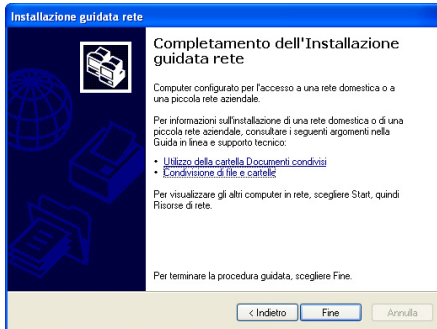 Installazione guidata rete
Completamento dell'Installazione
guidata rete
Computer configurato per l'accesso a una rete domestica o a
una piccola rete aziendale.
Per informazioni sull'installazione di una rete domestica o di una
piccola rete aziendale, consultare i seguenti argomenti nella
Guida in linea e supporto tecnico:
• Utilizzo della cartella Documenti condivisi
• Condivisione di file e cartelle
Per visualizzare gli altri computer in rete, scegliere Start, quindi
Risorse di rete.
Per terminare la procedura guidata, scegliere Fine.
< Indietro
Fine
Annulla